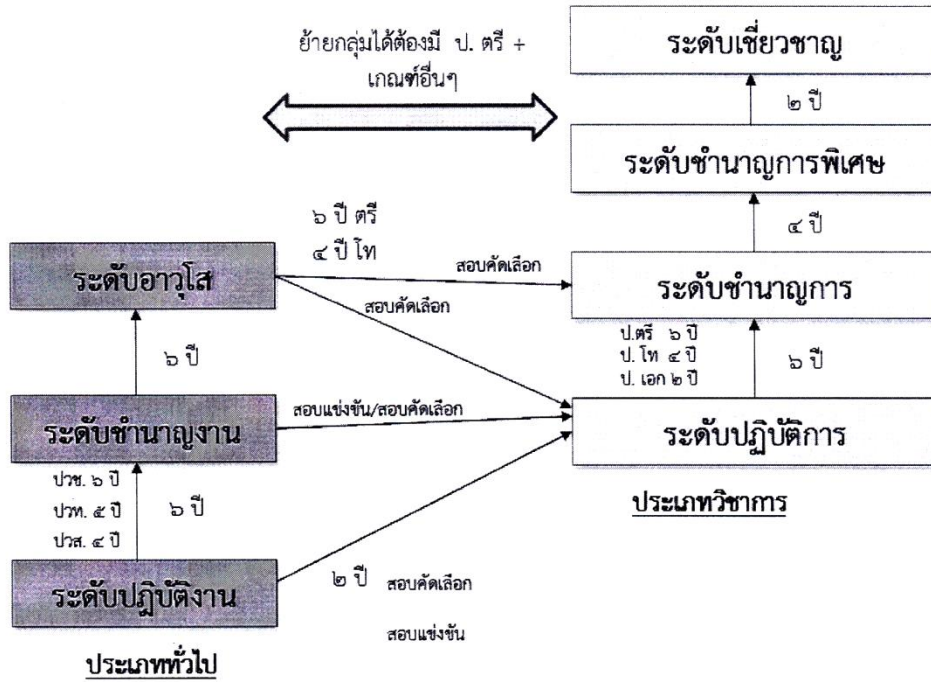 ย้ายกลุ่มได้ต้องมี ป. ตรี +
เกณฑ์อื่นๆ
ระดับเชี่ยวชาญ
๒ ปี
ระดับชำนาญการพิเศษ
๔ ปี
๖ ปี ตรี
๔ ปี โท
ระดับอาวุโส
สอบคัดเลือก
ระดับชำนาญการ
สอบคัดเลือก
๖ ปี
ป.ตรี ๖ ปี
ป. โท ๔ ปี
ป. เอก ๒ ปี
๖ ปี
ระดับชำนาญงาน
สอบแข่งขัน/สอบคัดเลือก
ระดับปฏิบัติการ
ประเภทวิชาการ
ปวช. ๖ ปี
ปวท. ๕ ปี
ปวส. ๔ ปี
๖ ปี
ระดับปฏิบัติงาน
๒ ปี สอบคัดเลือก
สอบแข่งขัน
ประเภททั่วไป